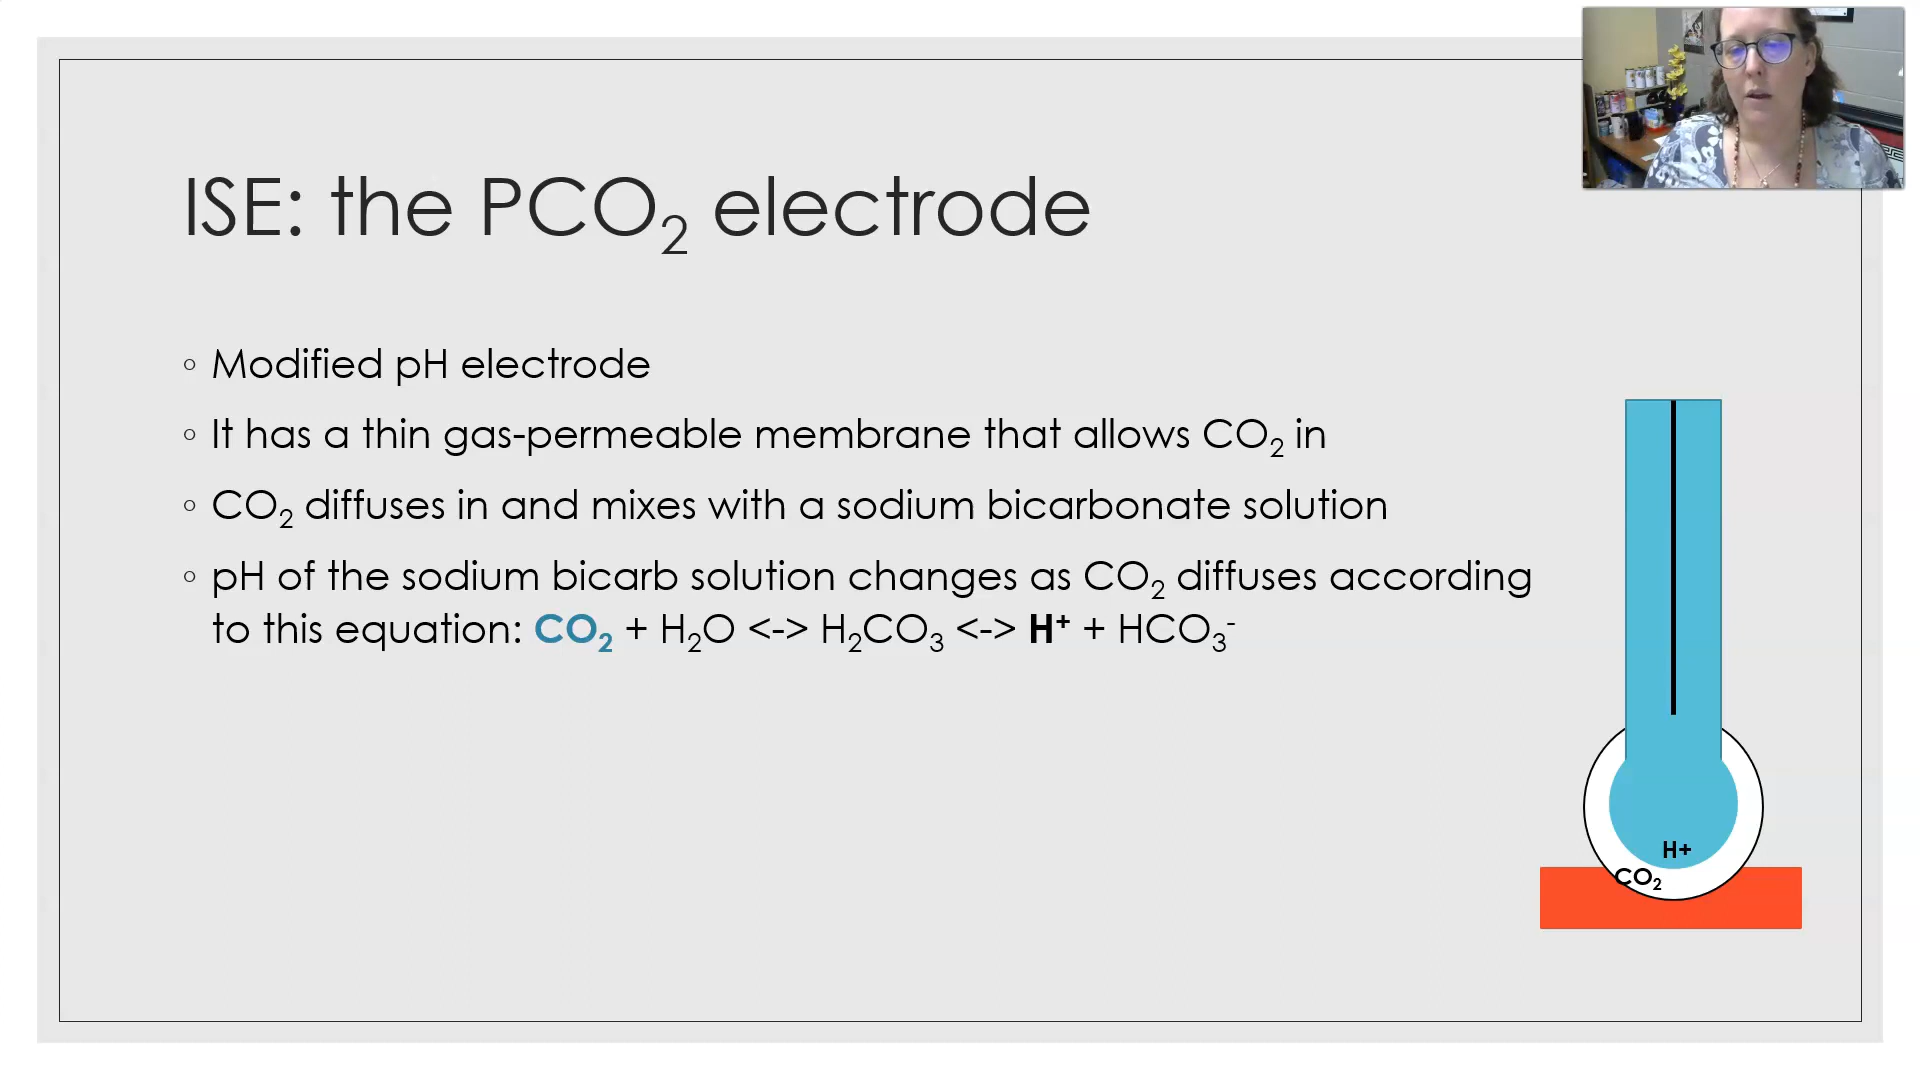 ISE: the PCO₂ electrode
◦ Modified pH electrode
◦ It has a thin gas-permeable membrane that allows CO₂ in
◦ CO₂ diffuses in and mixes with a sodium bicarbonate solution
◦ pH of the sodium bicarb solution changes as CO₂ diffuses according
to this equation: CO₂ + H₂O <-> H₂CO₃ <-> H⁺ + HCO₃⁻
H+
CO₂